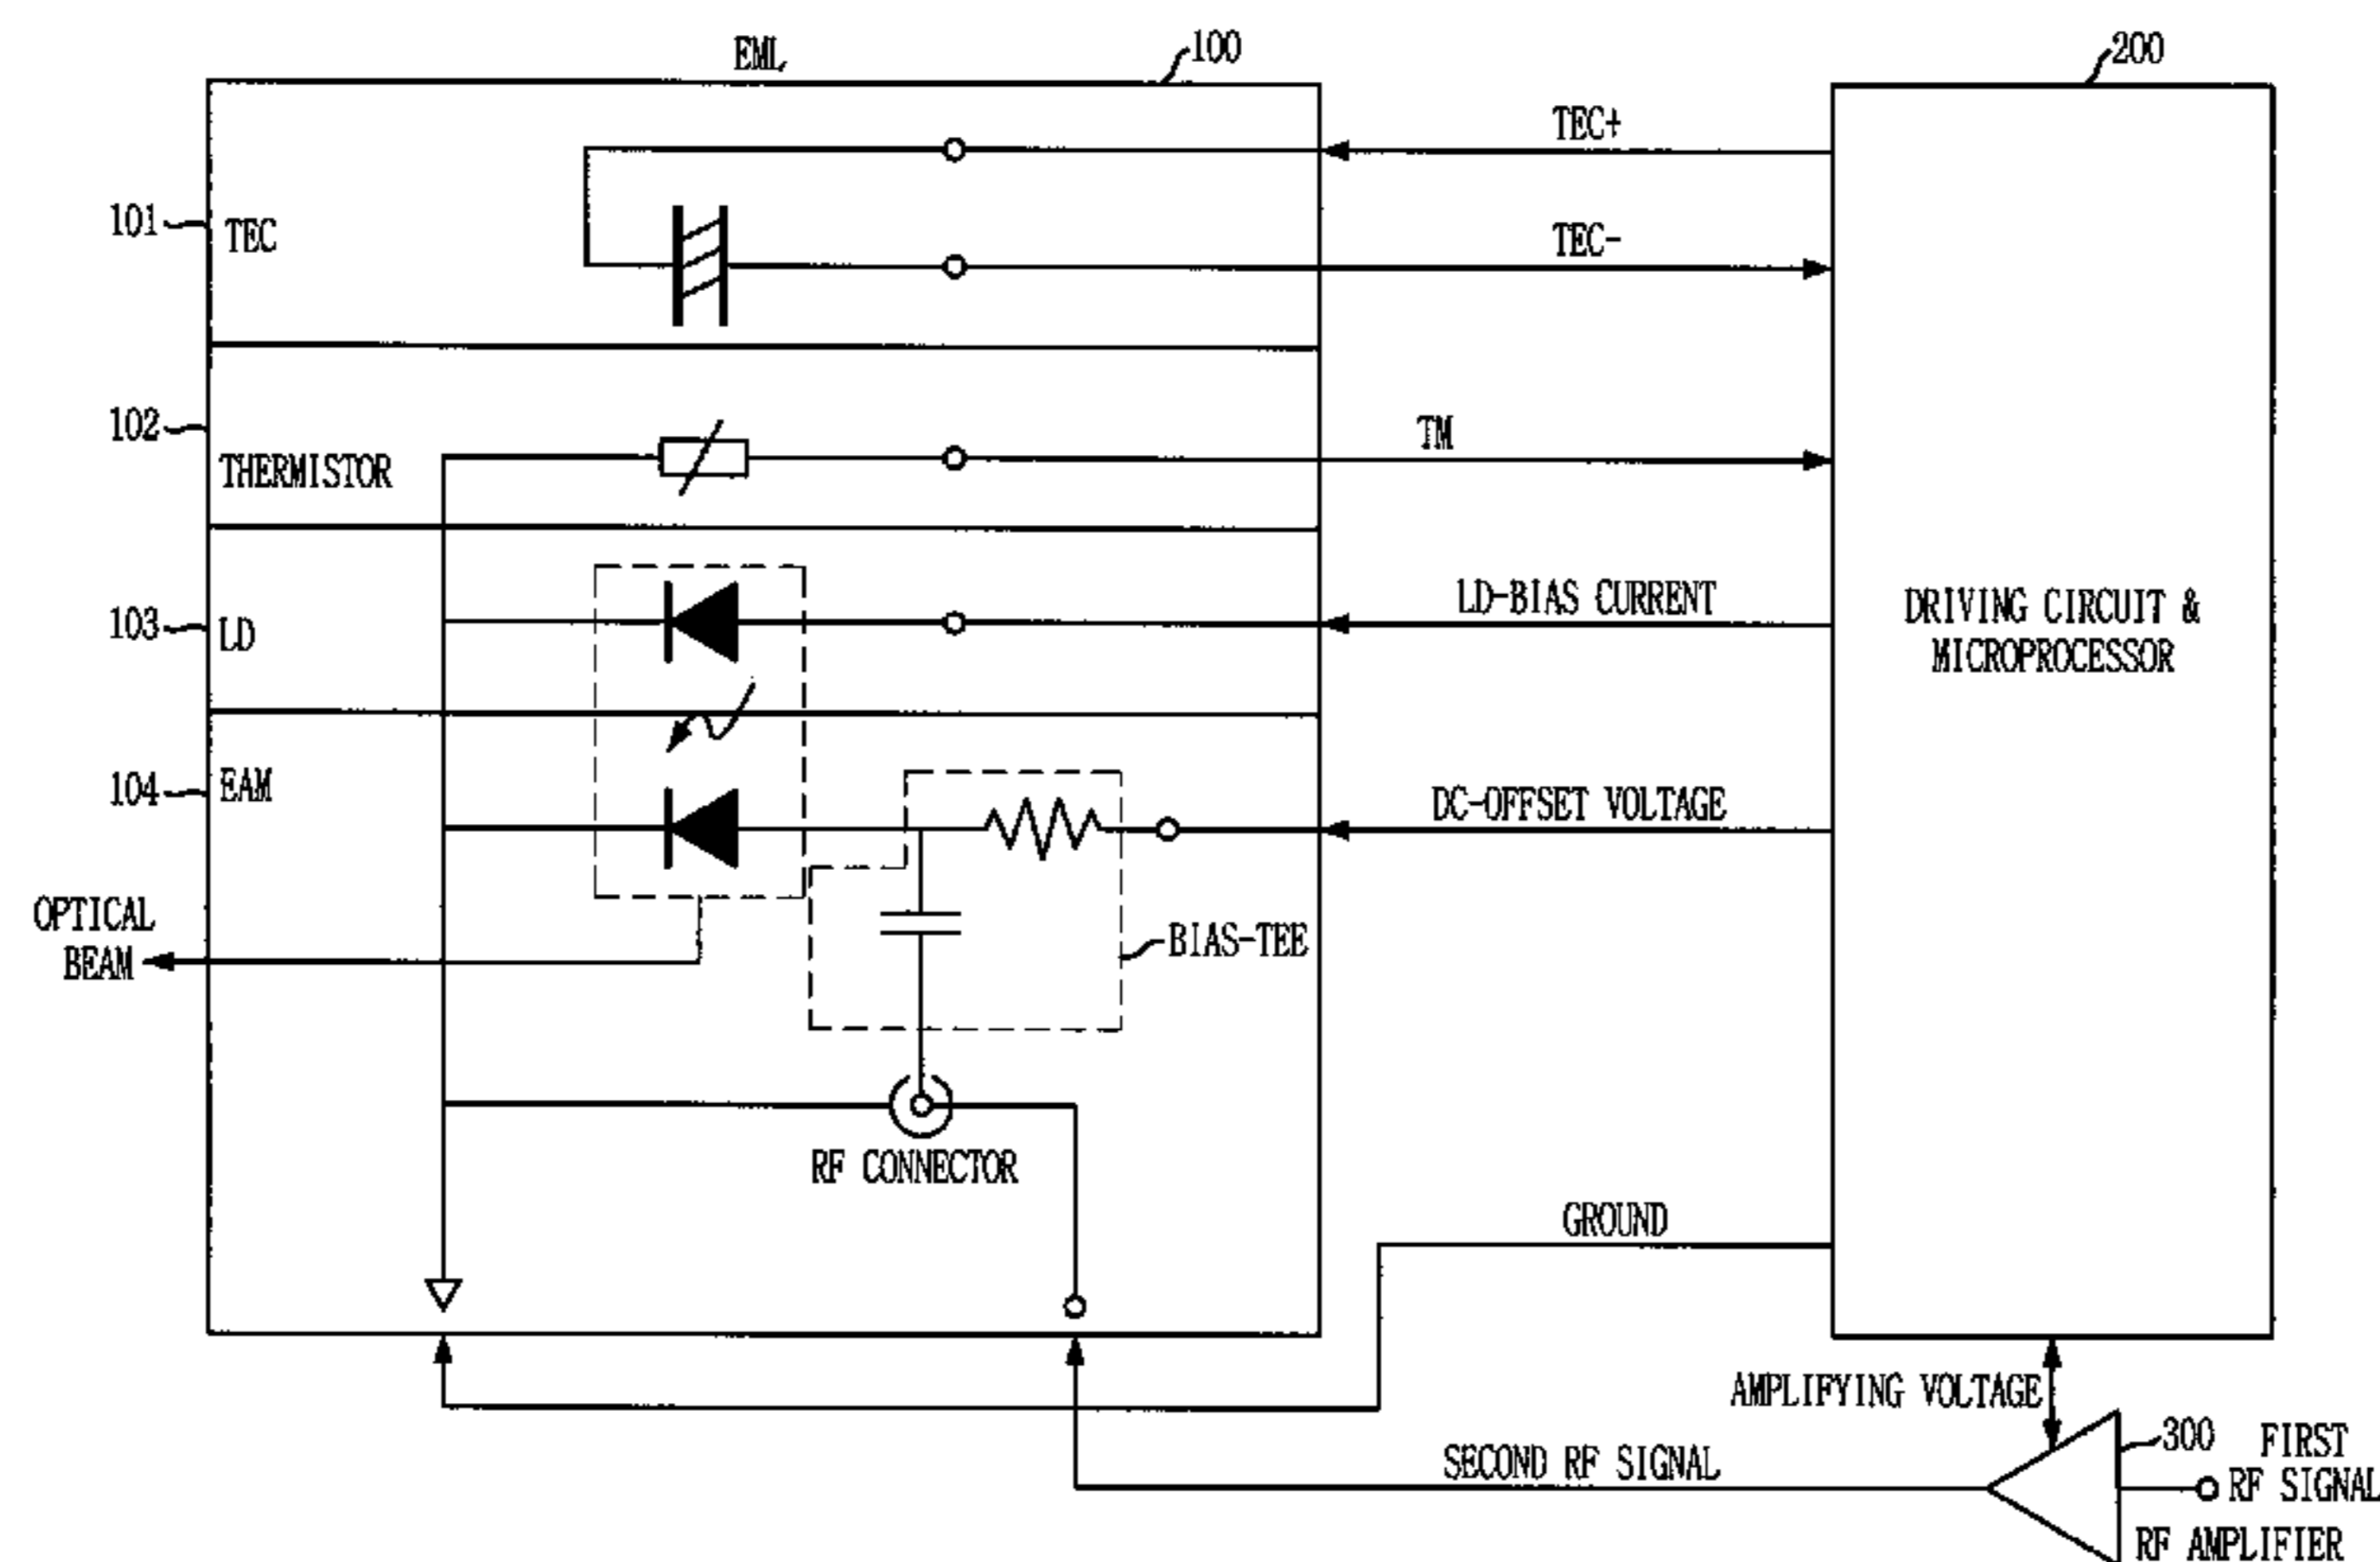 EML
100
200
TEC+
101
TEC
TEC-
102
THERMISTOR
TM
103
LD
LD-BIAS CURRENT
DRIVING CIRCUIT &
MICROPROCESSOR
104
EAM
DC-OFFSET VOLTAGE
OPTICAL
BEAM
BIAS-TEE
RF CONNECTOR
GROUND
AMPLIFYING VOLTAGE
SECOND RF SIGNAL
300
FIRST
RF SIGNAL
RF AMPLIFIER